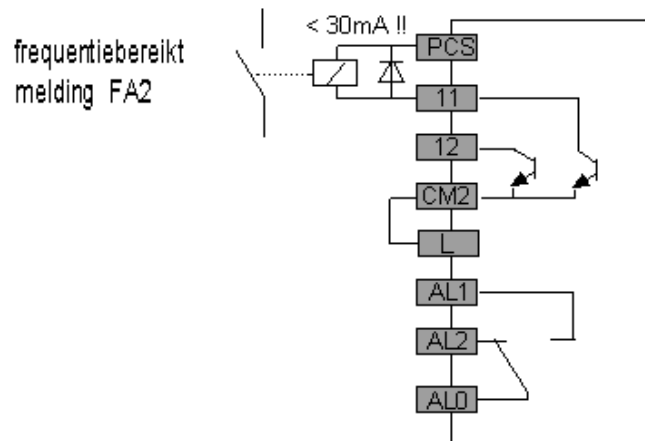 < 30mA !!
frequentiebereikt
melding FA2
PCS
11
12
CM2
L
AL1
AL2
AL0